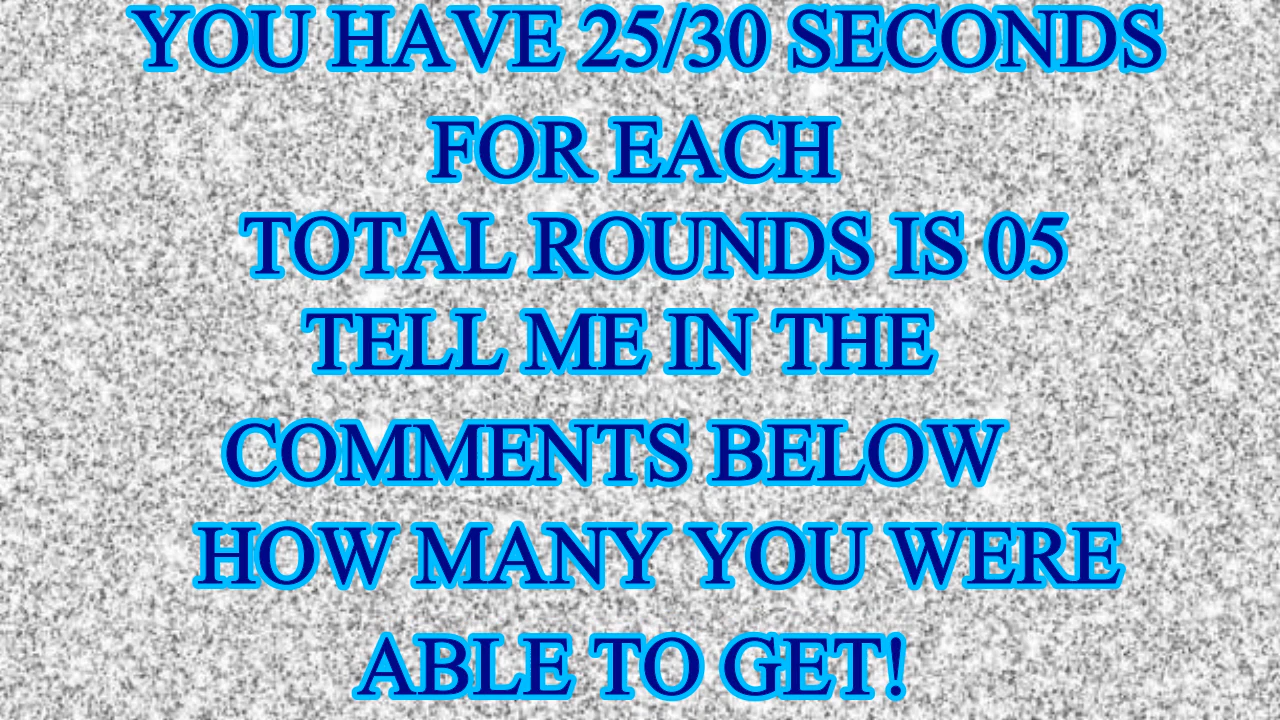 YOU HAVE 25/30 SECONDS
FOR EACH
TOTAL ROUNDS IS 05
TELL ME IN THE
COMMENTS BELOW
HOW MANY YOU WERE
ABLE TO GET!